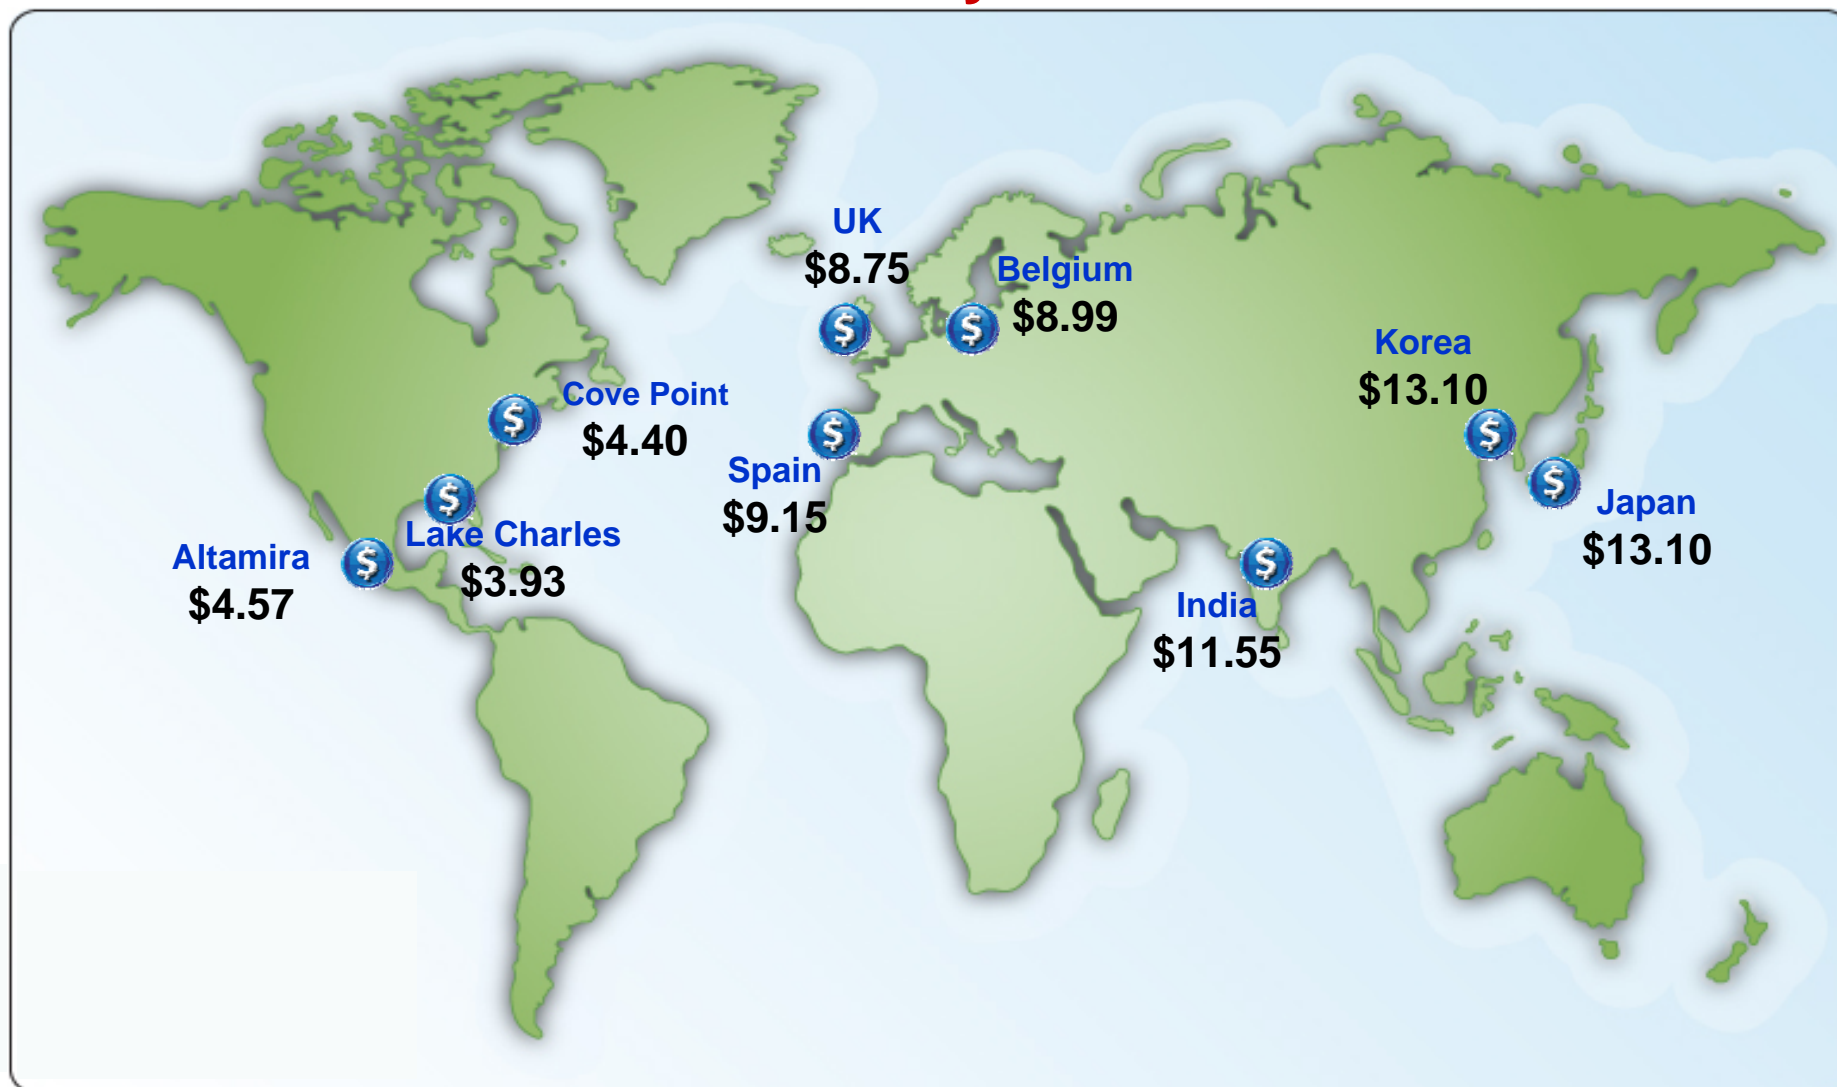 UK
$8.75
Belgium
$8.99
Korea
$13.10
Cove Point
$4.40
Spain
$9.15
Japan
$13.10
Lake Charles
$3.93
Altamira
$4.57
India
$11.55